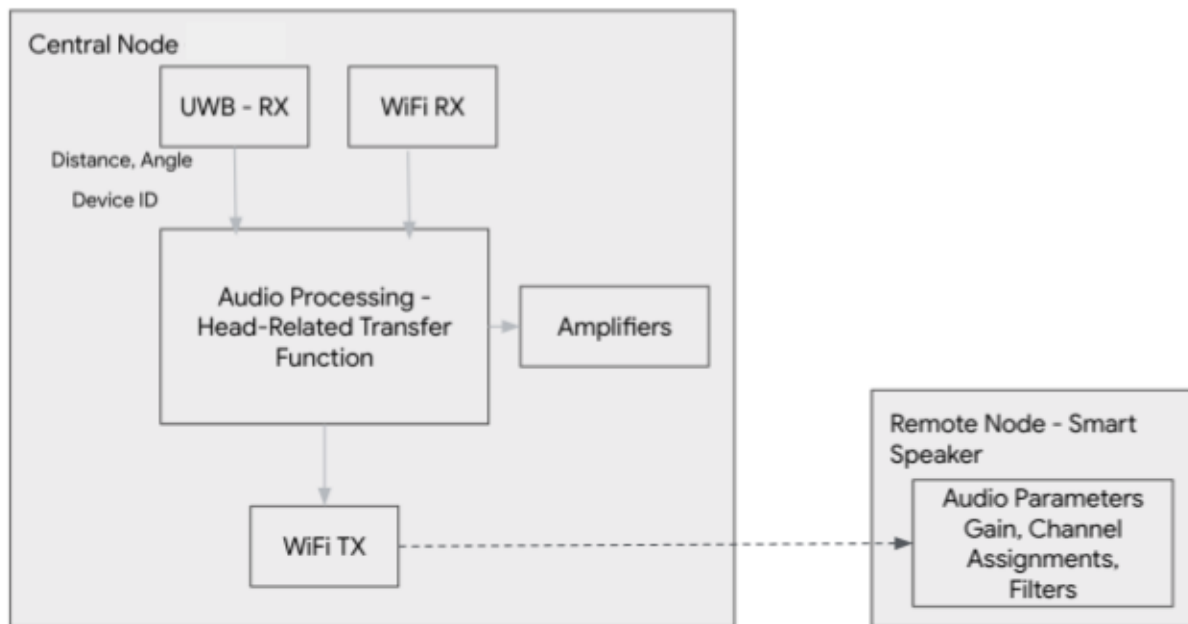 Central Node
UWB - RX
WiFi RX
Distance, Angle
Device ID
Audio Processing -
Head-Related Transfer
Function
Amplifiers
WiFi TX
Remote Node - Smart
Speaker
Audio Parameters
Gain, Channel
Assignments,
Filters